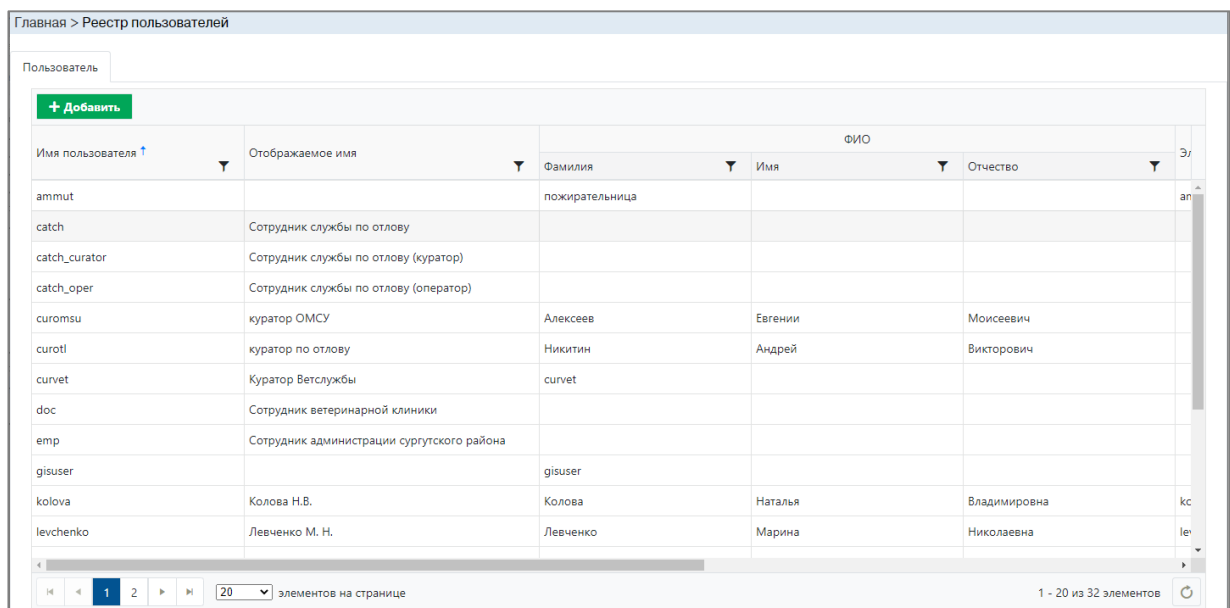 Главная > Реестр пользователей
Пользователь
+ Добавить
ФИО
Имя пользователя ↑ Отображаемое имя Фамилия Имя Отчество Эл
ammut пожирательница am
catch Сотрудник службы по отлову
catch_curator Сотрудник службы по отлову (куратор)
catch_oper Сотрудник службы по отлову (оператор)
curomsu куратор ОМСУ Алексеев Евгении Моисеевич
curotl куратор по отлову Никитин Андрей Викторович
curvet Куратор Ветслужбы curvet
doc Сотрудник ветеринарной клиники
emp Сотрудник администрации сургутского района
gisuser gisuser
kolova Колова Н.В. Колова Наталья Владимировна ko
levchenko Левченко М. Н. Левченко Марина Николаевна lev
1 2 20 элементов на странице 1 - 20 из 32 элементов